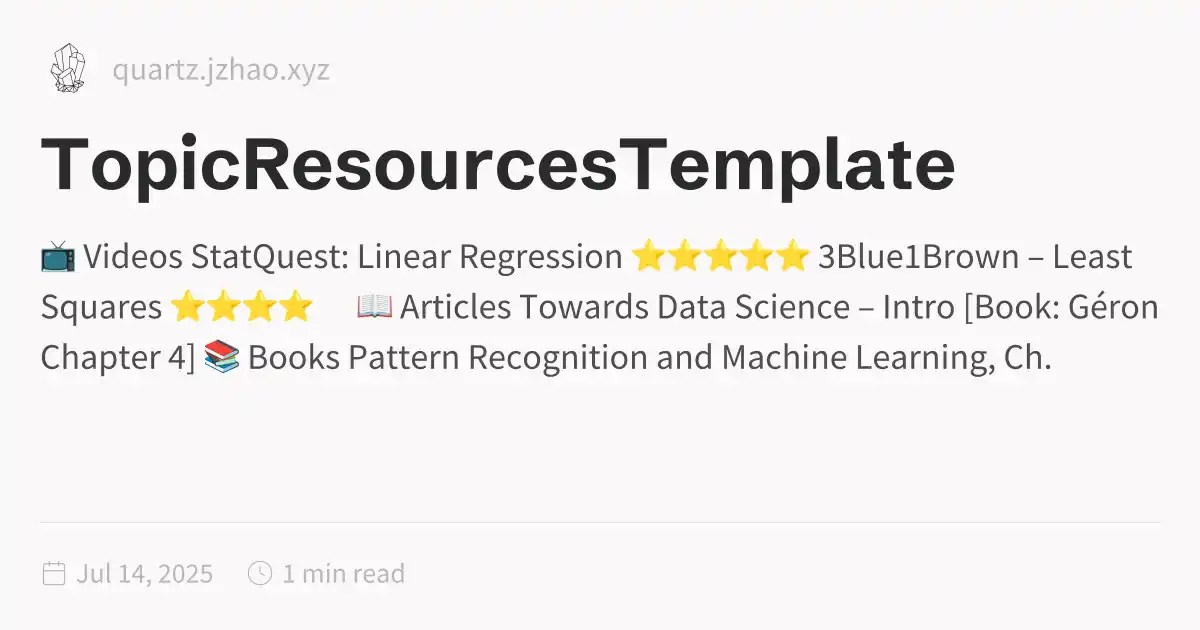 quartz.jzhao.xyz
TopicResourcesTemplate
📺 Videos StatQuest: Linear Regression ⭐⭐⭐⭐⭐ 3Blue1Brown – Least
Squares ⭐⭐⭐⭐ 📖 Articles Towards Data Science – Intro [Book: Géron
Chapter 4] 📚 Books Pattern Recognition and Machine Learning, Ch.
Jul 14, 2025 1 min read